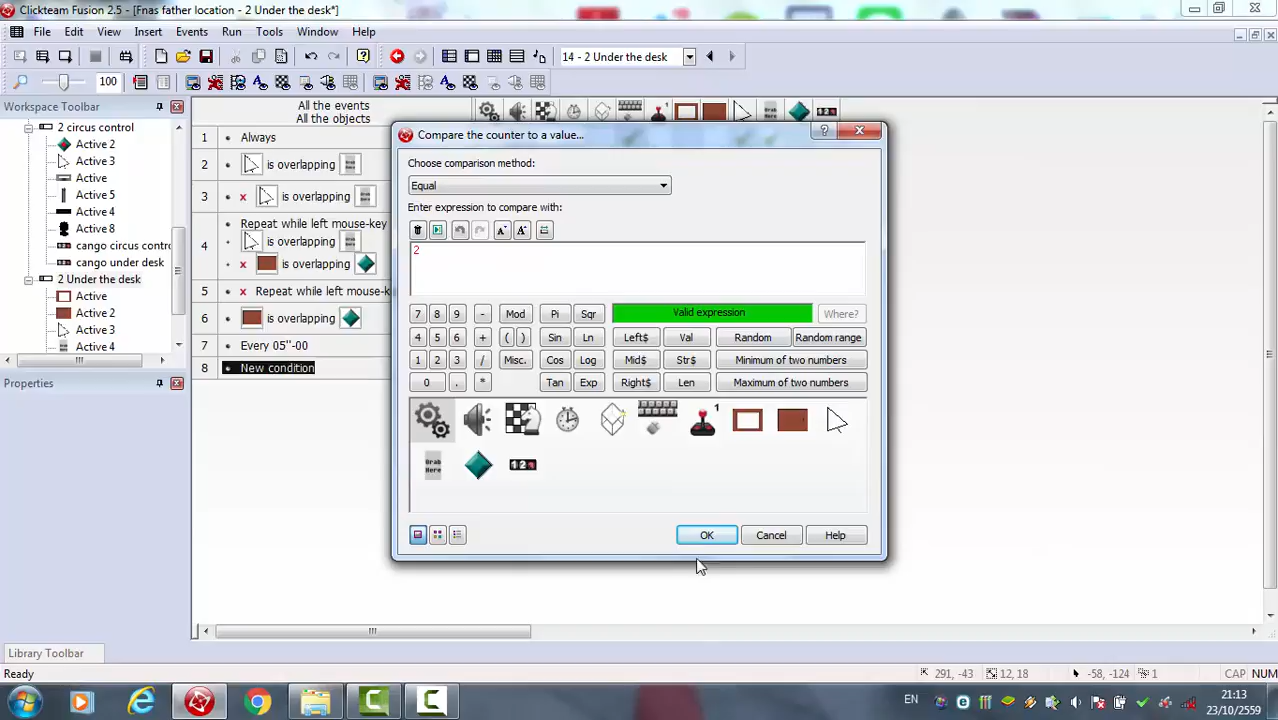 Clickteam Fusion 2.5 - [Fnas father location - 2 Under the desk*]
File Edit View Insert Events Run Tools Window Help
14 - 2 Under the desk
100
Workspace Toolbar
2 circus control
Active 2
Active 3
Active
Active 5
Active 4
Active 8
cango circus contro
cango under desk
2 Under the desk
Active
Active 2
Active 3
Active 4
Properties
Library Toolbar
All the events
All the objects
1 Always
2 is overlapping
3 is overlapping
Repeat while left mouse-key
4 is overlapping
is overlapping
5 Repeat while left mouse-k
6 is overlapping
7 Every 05''-00
8 New condition
Compare the counter to a value...
Choose comparison method:
Equal
Enter expression to compare with:
2
7 8 9 - Mod Pi Sqr Valid expression Where?
4 5 6 + ( ) Sin Ln Left$ Val Random Random range
1 2 3 / Misc. Cos Log Mid$ Str$ Minimum of two numbers
0 . * Tan Exp Right$ Len Maximum of two numbers
1
Grab
Here
OK Cancel Help
Ready
291, -43
12, 18
-58, -124
1
CAP NUM
EN
21:13
23/10/2559